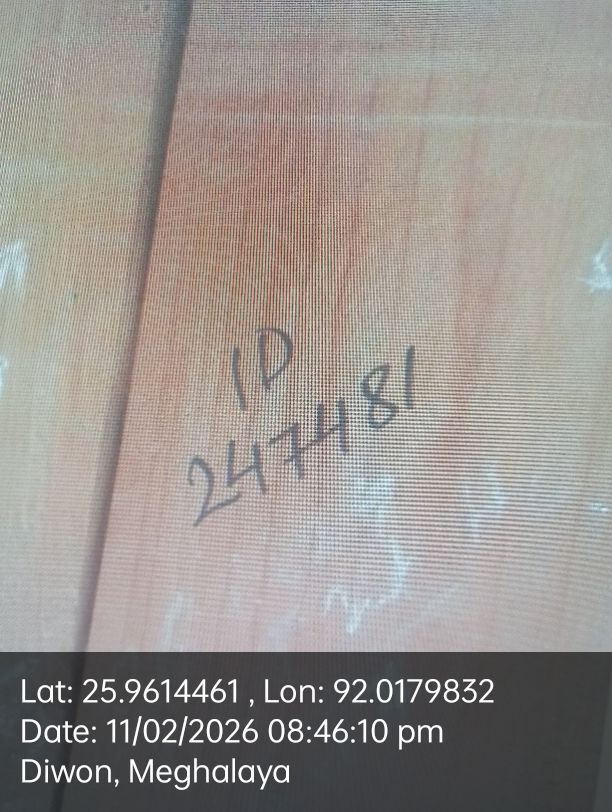 ID
247481
Lat: 25.9614461 , Lon: 92.0179832
Date: 11/02/2026 08:46:10 pm
Diwon, Meghalaya